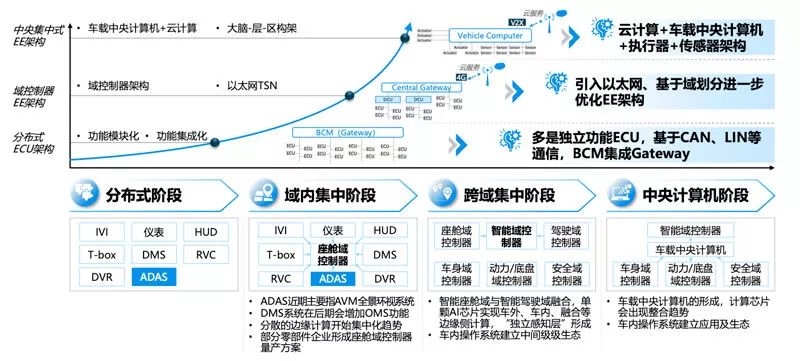 中央集中式
EE架构
• 车载中央计算机+云计算
• 大脑-层-区构架
Vehicle Computer
云服务
V2X
Actuator
Actuator
Actuator Actuator Sensor Sensor Sensor
Actuator Sensor Sensor Sensor
云计算+车载中央计算机
+执行器+传感器架构
域控制器
EE架构
• 域控制器架构
• 以太网TSN
Central Gateway
云服务
4G
DCU DCU
ECU ECU ECU ECU
ECU ECU ECU ECU
引入以太网、基于域划分进一步
优化EE架构
分布式
ECU架构
• 功能模块化
• 功能集成化
BCM (Gateway)
ECU ECU ECU ECU ECU ECU
ECU ECU ECU ECU ECU ECU
多是独立功能ECU，基于CAN、LIN等
通信，BCM集成Gateway
分布式阶段
IVI 仪表 HUD
T-box DMS RVC
DVR ADAS
域内集中阶段
IVI 仪表 HUD
T-box 座舱域
控制器 DMS
RVC ADAS DVR
• ADAS近期主要指AVM全景环视系统
• DMS系统在后期会增加OMS功能
• 分散的边缘计算开始集中化趋势
• 部分零部件企业形成座舱域控制器
量产方案
跨域集中阶段
座舱域
控制器
智能域控
制器
驾驶域
控制器
车身域
控制器
动力/底盘
域控制器
安全域
控制器
• 智能座舱域与智能驾驶域融合，单
颗AI芯片实现车外、车内、融合等
边缘侧计算，“独立感知层”形成
• 车内操作系统建立中间级级生态
中央计算机阶段
智能域控制器
车载中央计算机
车身域
控制器
动力/底盘
域控制器
安全域
控制器
• 车载中央计算机的形成，计算芯片
会出现整合趋势
• 车内操作系统建立应用及生态